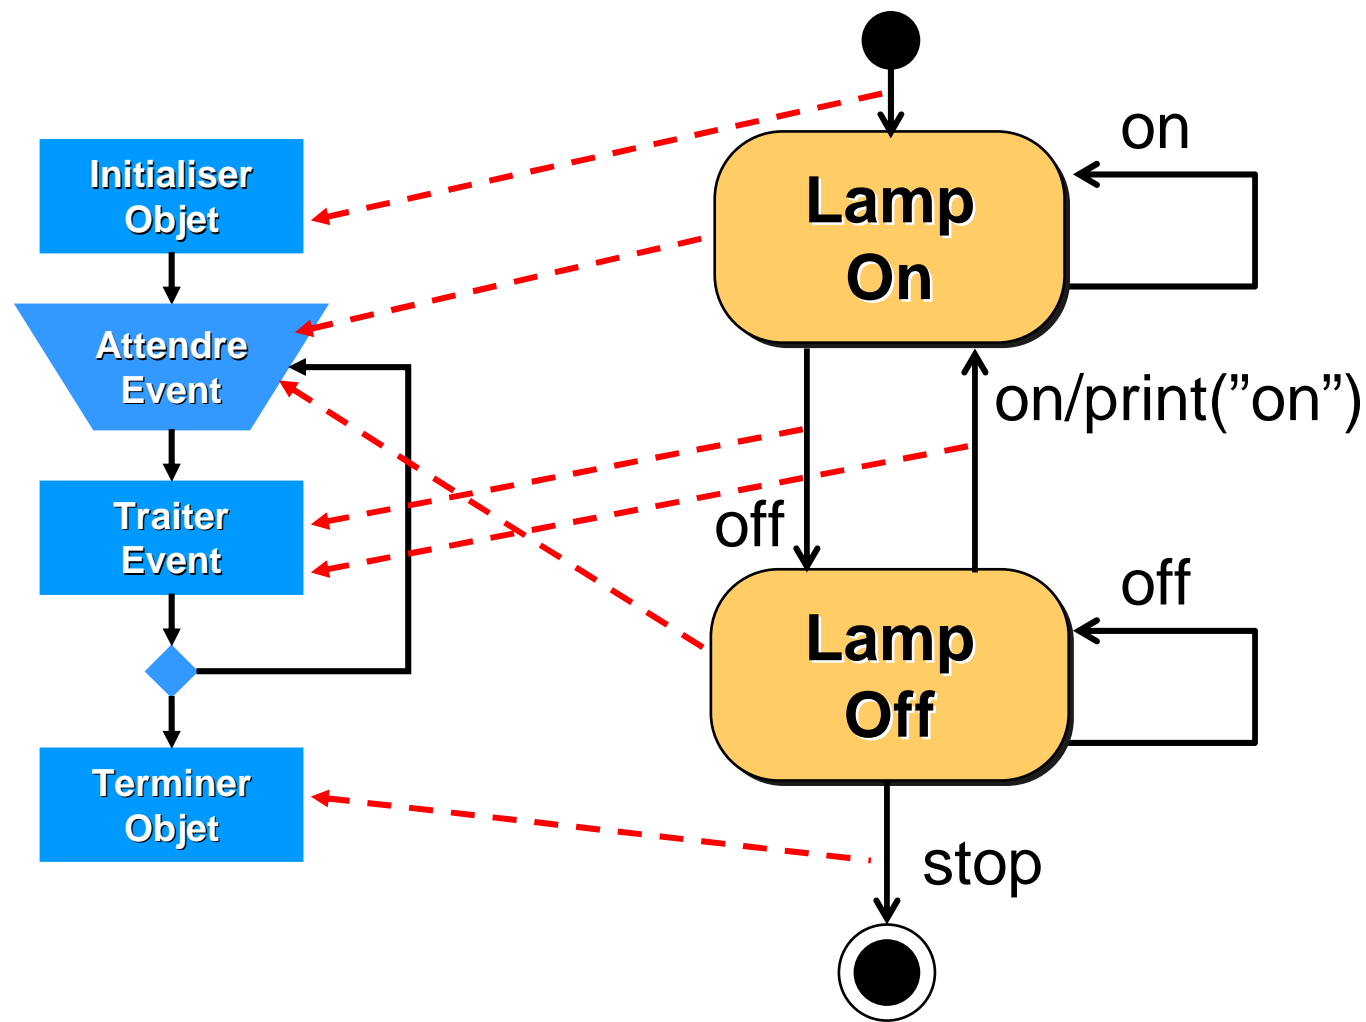 Initialiser
Objet
Attendre
Event
Traiter
Event
Terminer
Objet
Lamp
On
on
on/print(”on”)
off
Lamp
Off
off
stop